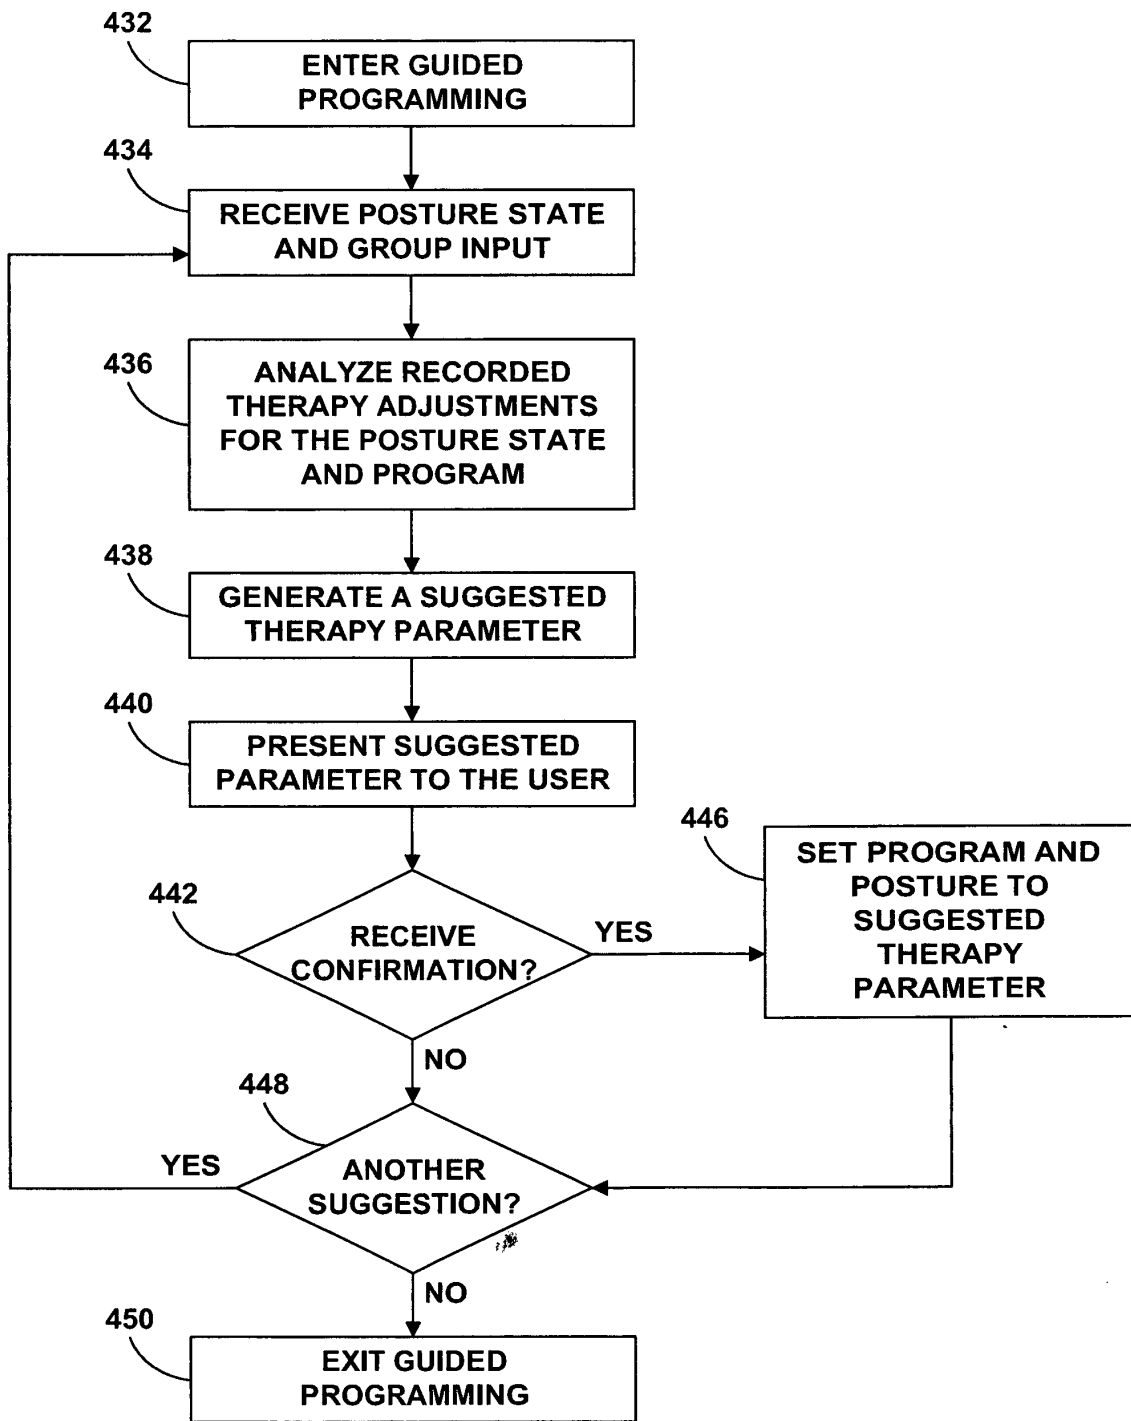 432
ENTER GUIDED
PROGRAMMING
434
RECEIVE POSTURE STATE
AND GROUP INPUT
436
ANALYZE RECORDED
THERAPY ADJUSTMENTS
FOR THE POSTURE STATE
AND PROGRAM
438
GENERATE A SUGGESTED
THERAPY PARAMETER
440
PRESENT SUGGESTED
PARAMETER TO THE USER
442
RECEIVE
CONFIRMATION?
YES
446
SET PROGRAM AND
POSTURE TO
SUGGESTED
THERAPY
PARAMETER
NO
448
ANOTHER
SUGGESTION?
YES
NO
450
EXIT GUIDED
PROGRAMMING